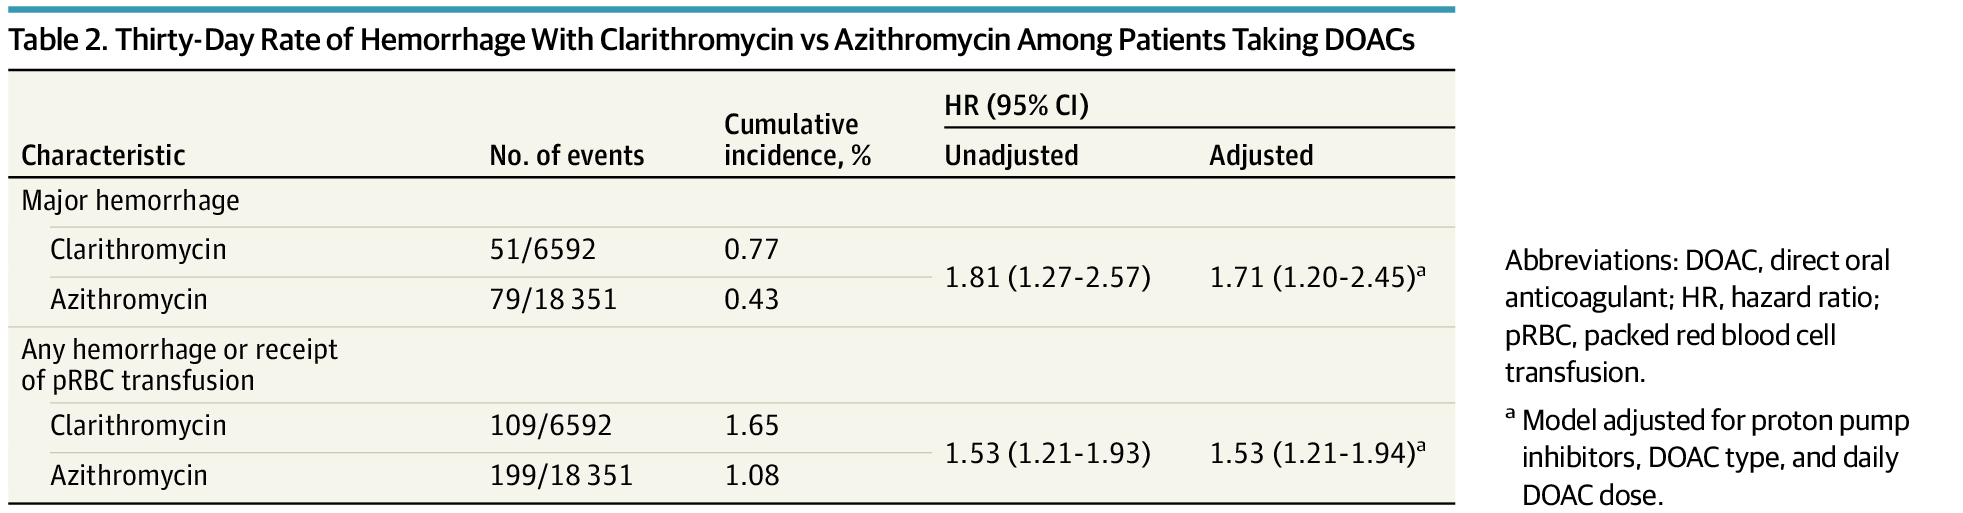 Table 2. Thirty-Day Rate of Hemorrhage With Clarithromycin vs Azithromycin Among Patients Taking DOACs
HR (95% CI)
Characteristic No. of events Cumulative incidence, % Unadjusted Adjusted
Major hemorrhage
Clarithromycin 51/6592 0.77
1.81 (1.27-2.57) 1.71 (1.20-2.45)a
Azithromycin 79/18 351 0.43
Any hemorrhage or receipt
of pRBC transfusion
Clarithromycin 109/6592 1.65
1.53 (1.21-1.93) 1.53 (1.21-1.94)a
Azithromycin 199/18 351 1.08
Abbreviations: DOAC, direct oral
anticoagulant; HR, hazard ratio;
pRBC, packed red blood cell
transfusion.
a Model adjusted for proton pump
inhibitors, DOAC type, and daily
DOAC dose.